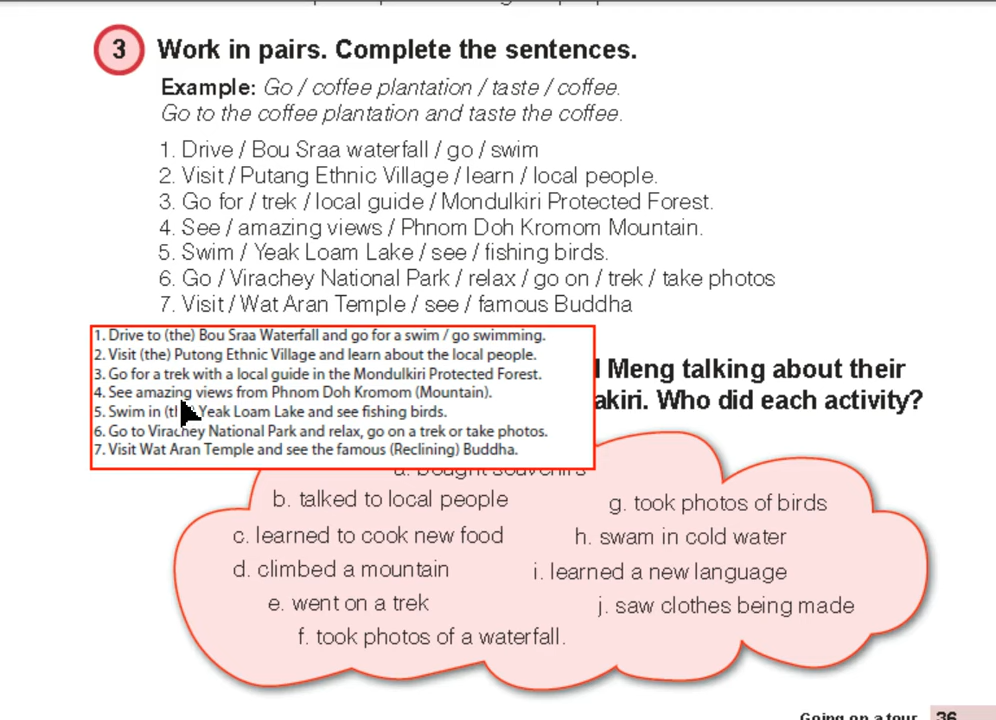 3 Work in pairs. Complete the sentences.
Example: Go / coffee plantation / taste / coffee.
Go to the coffee plantation and taste the coffee.
1. Drive / Bou Sraa waterfall / go / swim
2. Visit / Putang Ethnic Village / learn / local people.
3. Go for / trek / local guide / Mondulkiri Protected Forest.
4. See / amazing views / Phnom Doh Kromom Mountain.
5. Swim / Yeak Loam Lake / see / fishing birds.
6. Go / Virachey National Park / relax / go on / trek / take photos
7. Visit / Wat Aran Temple / see / famous Buddha
1. Drive to (the) Bou Sraa Waterfall and go for a swim / go swimming.
2. Visit (the) Putong Ethnic Village and learn about the local people.
3. Go for a trek with a local guide in the Mondulkiri Protected Forest.
4. See amazing views from Phnom Doh Kromom (Mountain).
5. Swim in Yeak Loam Lake and see fishing birds.
6. Go to Virachey National Park and relax, go on a trek or take photos.
7. Visit Wat Aran Temple and see the famous (Reclining) Buddha.
Meng talking about their
akiri. Who did each activity?
a. bought souvenirs
b. talked to local people
c. learned to cook new food
d. climbed a mountain
e. went on a trek
f. took photos of a waterfall.
g. took photos of birds
h. swam in cold water
i. learned a new language
j. saw clothes being made
Going on a tour 36